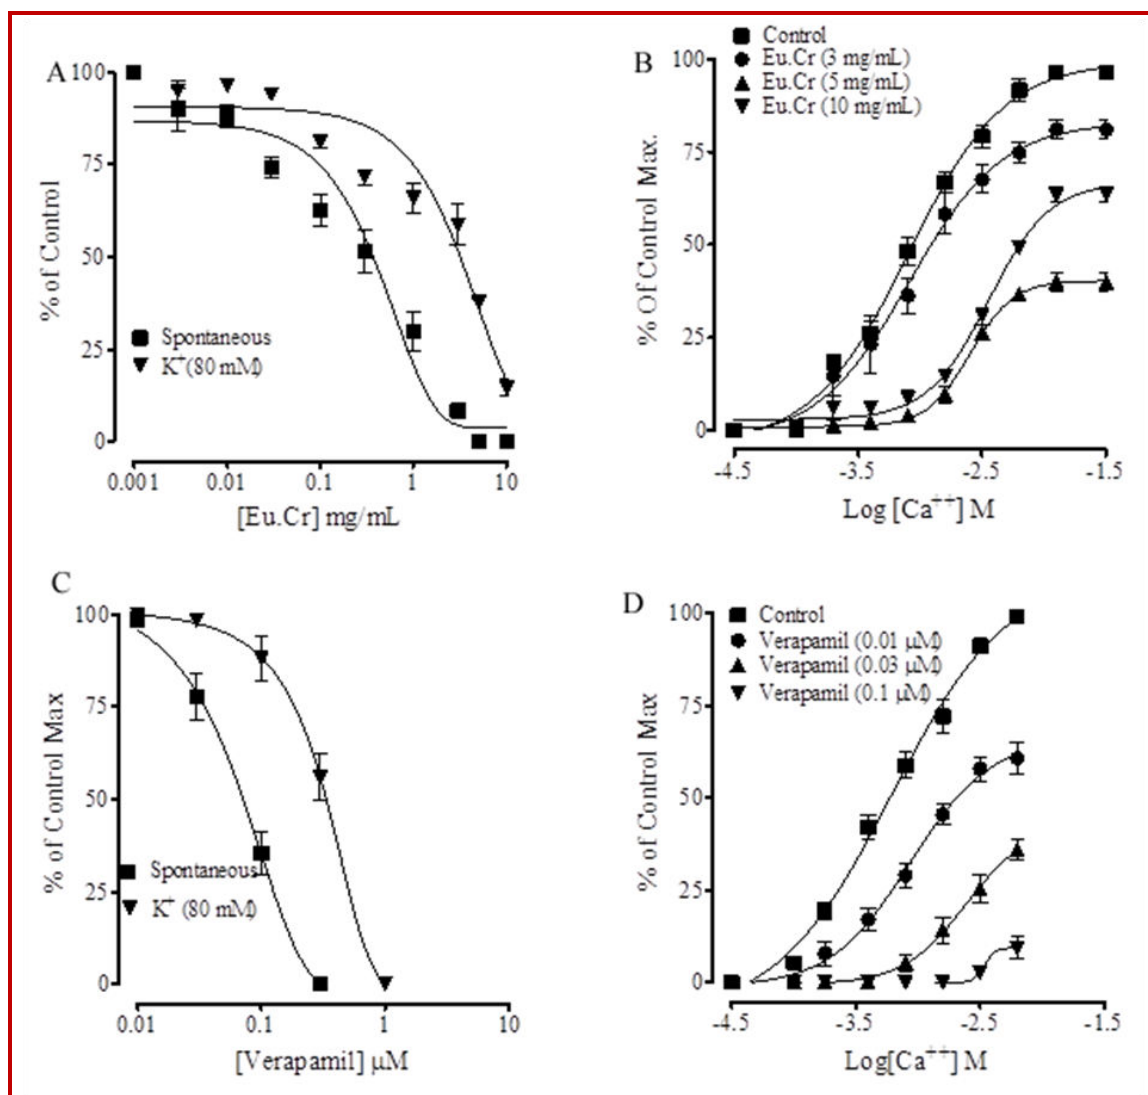 A
100
75
50
25
0
% of Control
Spontaneous
K+(80 mM)
0.001
0.01
0.1
1
10
[Eu.Cr] mg/mL
B
Control
Eu.Cr (3 mg/mL)
Eu.Cr (5 mg/mL)
Eu.Cr (10 mg/mL)
100
75
50
25
0
% Of Control Max.
-4.5
-3.5
-2.5
-1.5
Log [Ca++] M
C
100
75
50
25
0
% of Control Max
Spontaneous
K+ (80 mM)
0.01
0.1
1
10
[Verapamil] μM
D
Control
Verapamil (0.01 μM)
Verapamil (0.03 μM)
Verapamil (0.1 μM)
100
75
50
25
0
% of Control Max
-4.5
-3.5
-2.5
-1.5
Log[Ca++] M